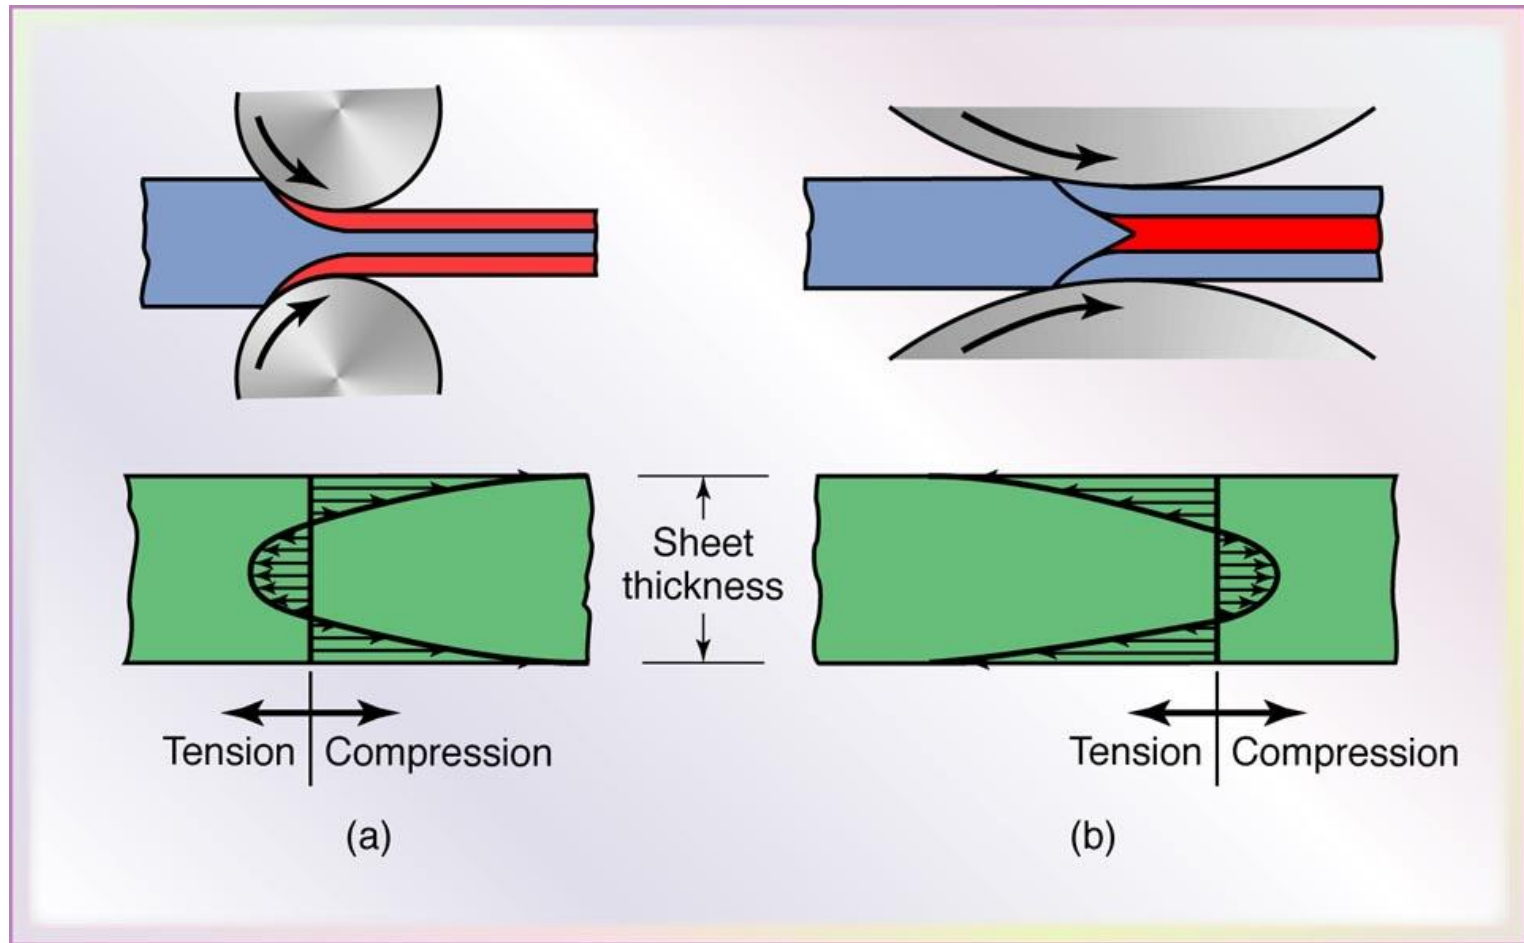 Sheet
thickness
Tension
Compression
Tension
Compression
(a)
(b)